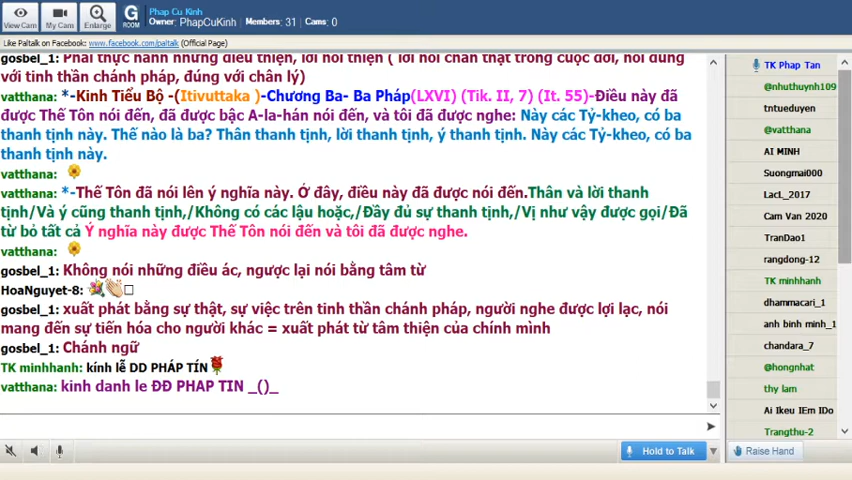 Phap Cu Kinh
Owner: PhapCuKinh Members: 31 Cams: 0
View Cam
My Cam
Enlarge
G
ROOM
Like Paltalk on Facebook: www.facebook.com/paltalk (Official Page)
gosbel_1: Phải thực hành những điều thiện, lời nói thiện ( lời nói chân thật trong cuộc đời, nói đúng
với tinh thần chánh pháp, đúng với chân lý)
vatthana: *-Kinh Tiểu Bộ -(Itivuttaka )-Chương Ba- Ba Pháp(LXVI) (Tik. II, 7) (It. 55)-Điều này đã
được Thế Tôn nói đến, đã được bậc A-la-hán nói đến, và tôi đã được nghe: Này các Tỷ-kheo, có ba
thanh tịnh này. Thế nào là ba? Thân thanh tịnh, lời thanh tịnh, ý thanh tịnh. Này các Tỷ-kheo, có ba
thanh tịnh này.
vatthana:
vatthana: *-Thế Tôn đã nói lên ý nghĩa này. Ở đây, điều này đã được nói đến.Thân và lời thanh
tịnh/Và ý cũng thanh tịnh,/Không có các lậu hoặc,/Đầy đủ sự thanh tịnh,/Vị như vậy được gọi/Đã
từ bỏ tất cả Ý nghĩa này được Thế Tôn nói đến và tôi đã được nghe.
vatthana:
gosbel_1: Không nói những điều ác, ngược lại nói bằng tâm từ
HoaNguyet-8:
gosbel_1: xuất phát bằng sự thật, sự việc trên tinh thần chánh pháp, người nghe được lợi lạc, nói
mang đến sự tiến hóa cho người khác = xuất phát từ tâm thiện của chính mình
gosbel_1: Chánh ngữ
TK minhhanh: kính lễ DD PHÁP TÍN
vatthana: kinh danh le ĐĐ PHAP TIN _()_
Hold to Talk
TK Phap Tan
@nhuthuynh109
tntueduyen
@vatthana
AI MINH
Suongmai000
LacL_2017
Cam Van 2020
TranDao1
rangdong-12
TK minhhanh
dhammacari_1
anh binh minh_1
chandara_7
@hongnhat
thy lam
Ai Ikeu IEm IDo
Trangthu-2
Raise Hand